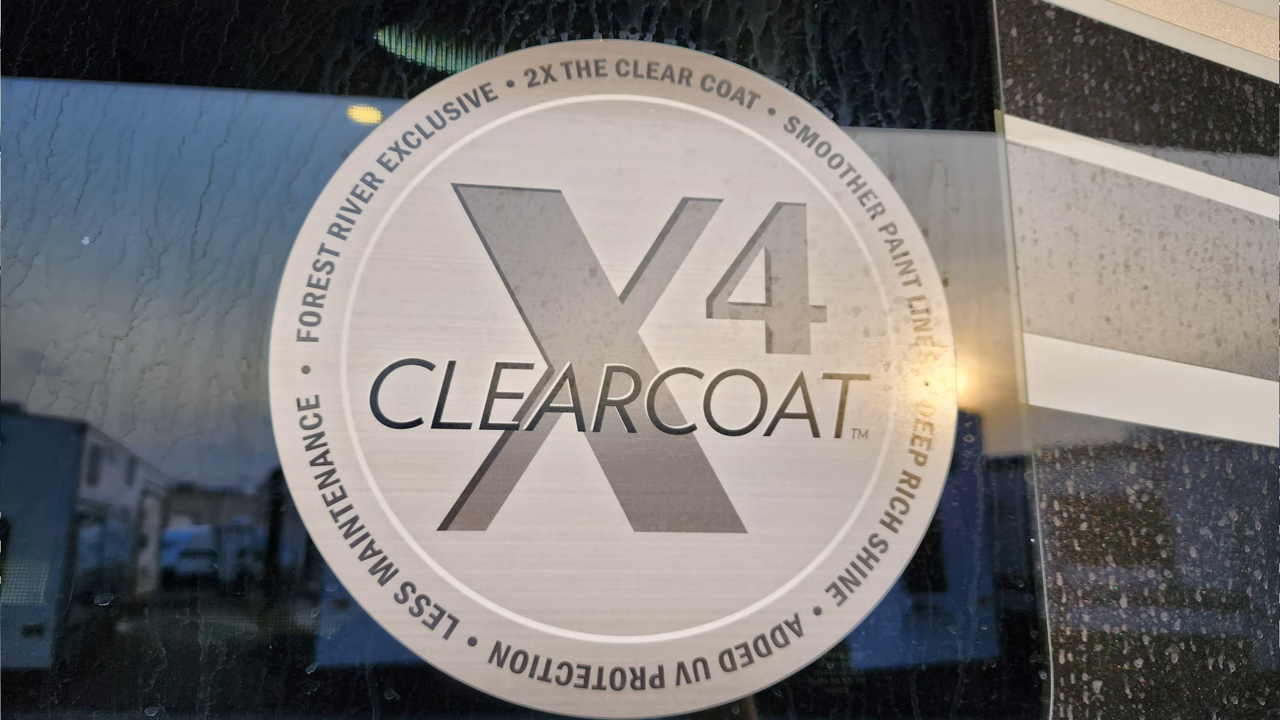 FOREST RIVER EXCLUSIVE • 2X THE CLEAR COAT • SMOOTHER PAINT LINES • DEEP RICH SHINE • ADDED UV PROTECTION • LESS MAINTENANCE •
X4
CLEARCOAT™